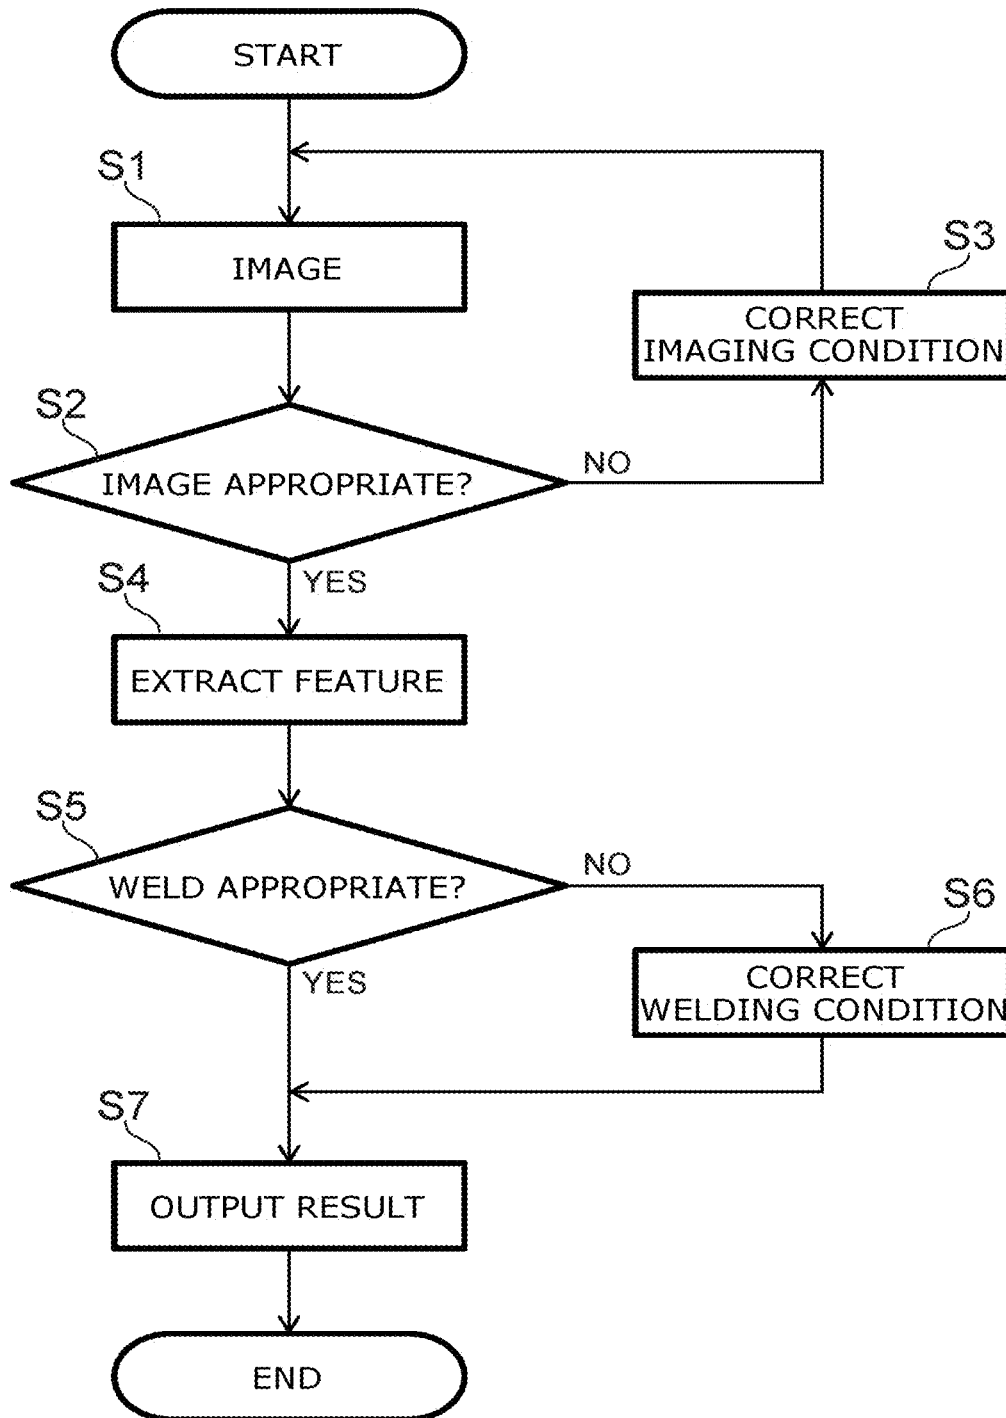 START
S1
IMAGE
S3
CORRECT
IMAGING CONDITION
S2
IMAGE APPROPRIATE?
NO
YES
S4
EXTRACT FEATURE
S5
WELD APPROPRIATE?
NO
YES
S6
CORRECT
WELDING CONDITION
S7
OUTPUT RESULT
END